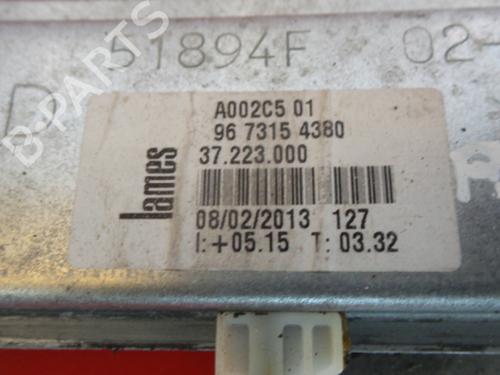 51894F 02-
D
A002C5 01
96 7315 4380
37.223.000
lames
08/02/2013 127
I:+05.15 T: 03.32